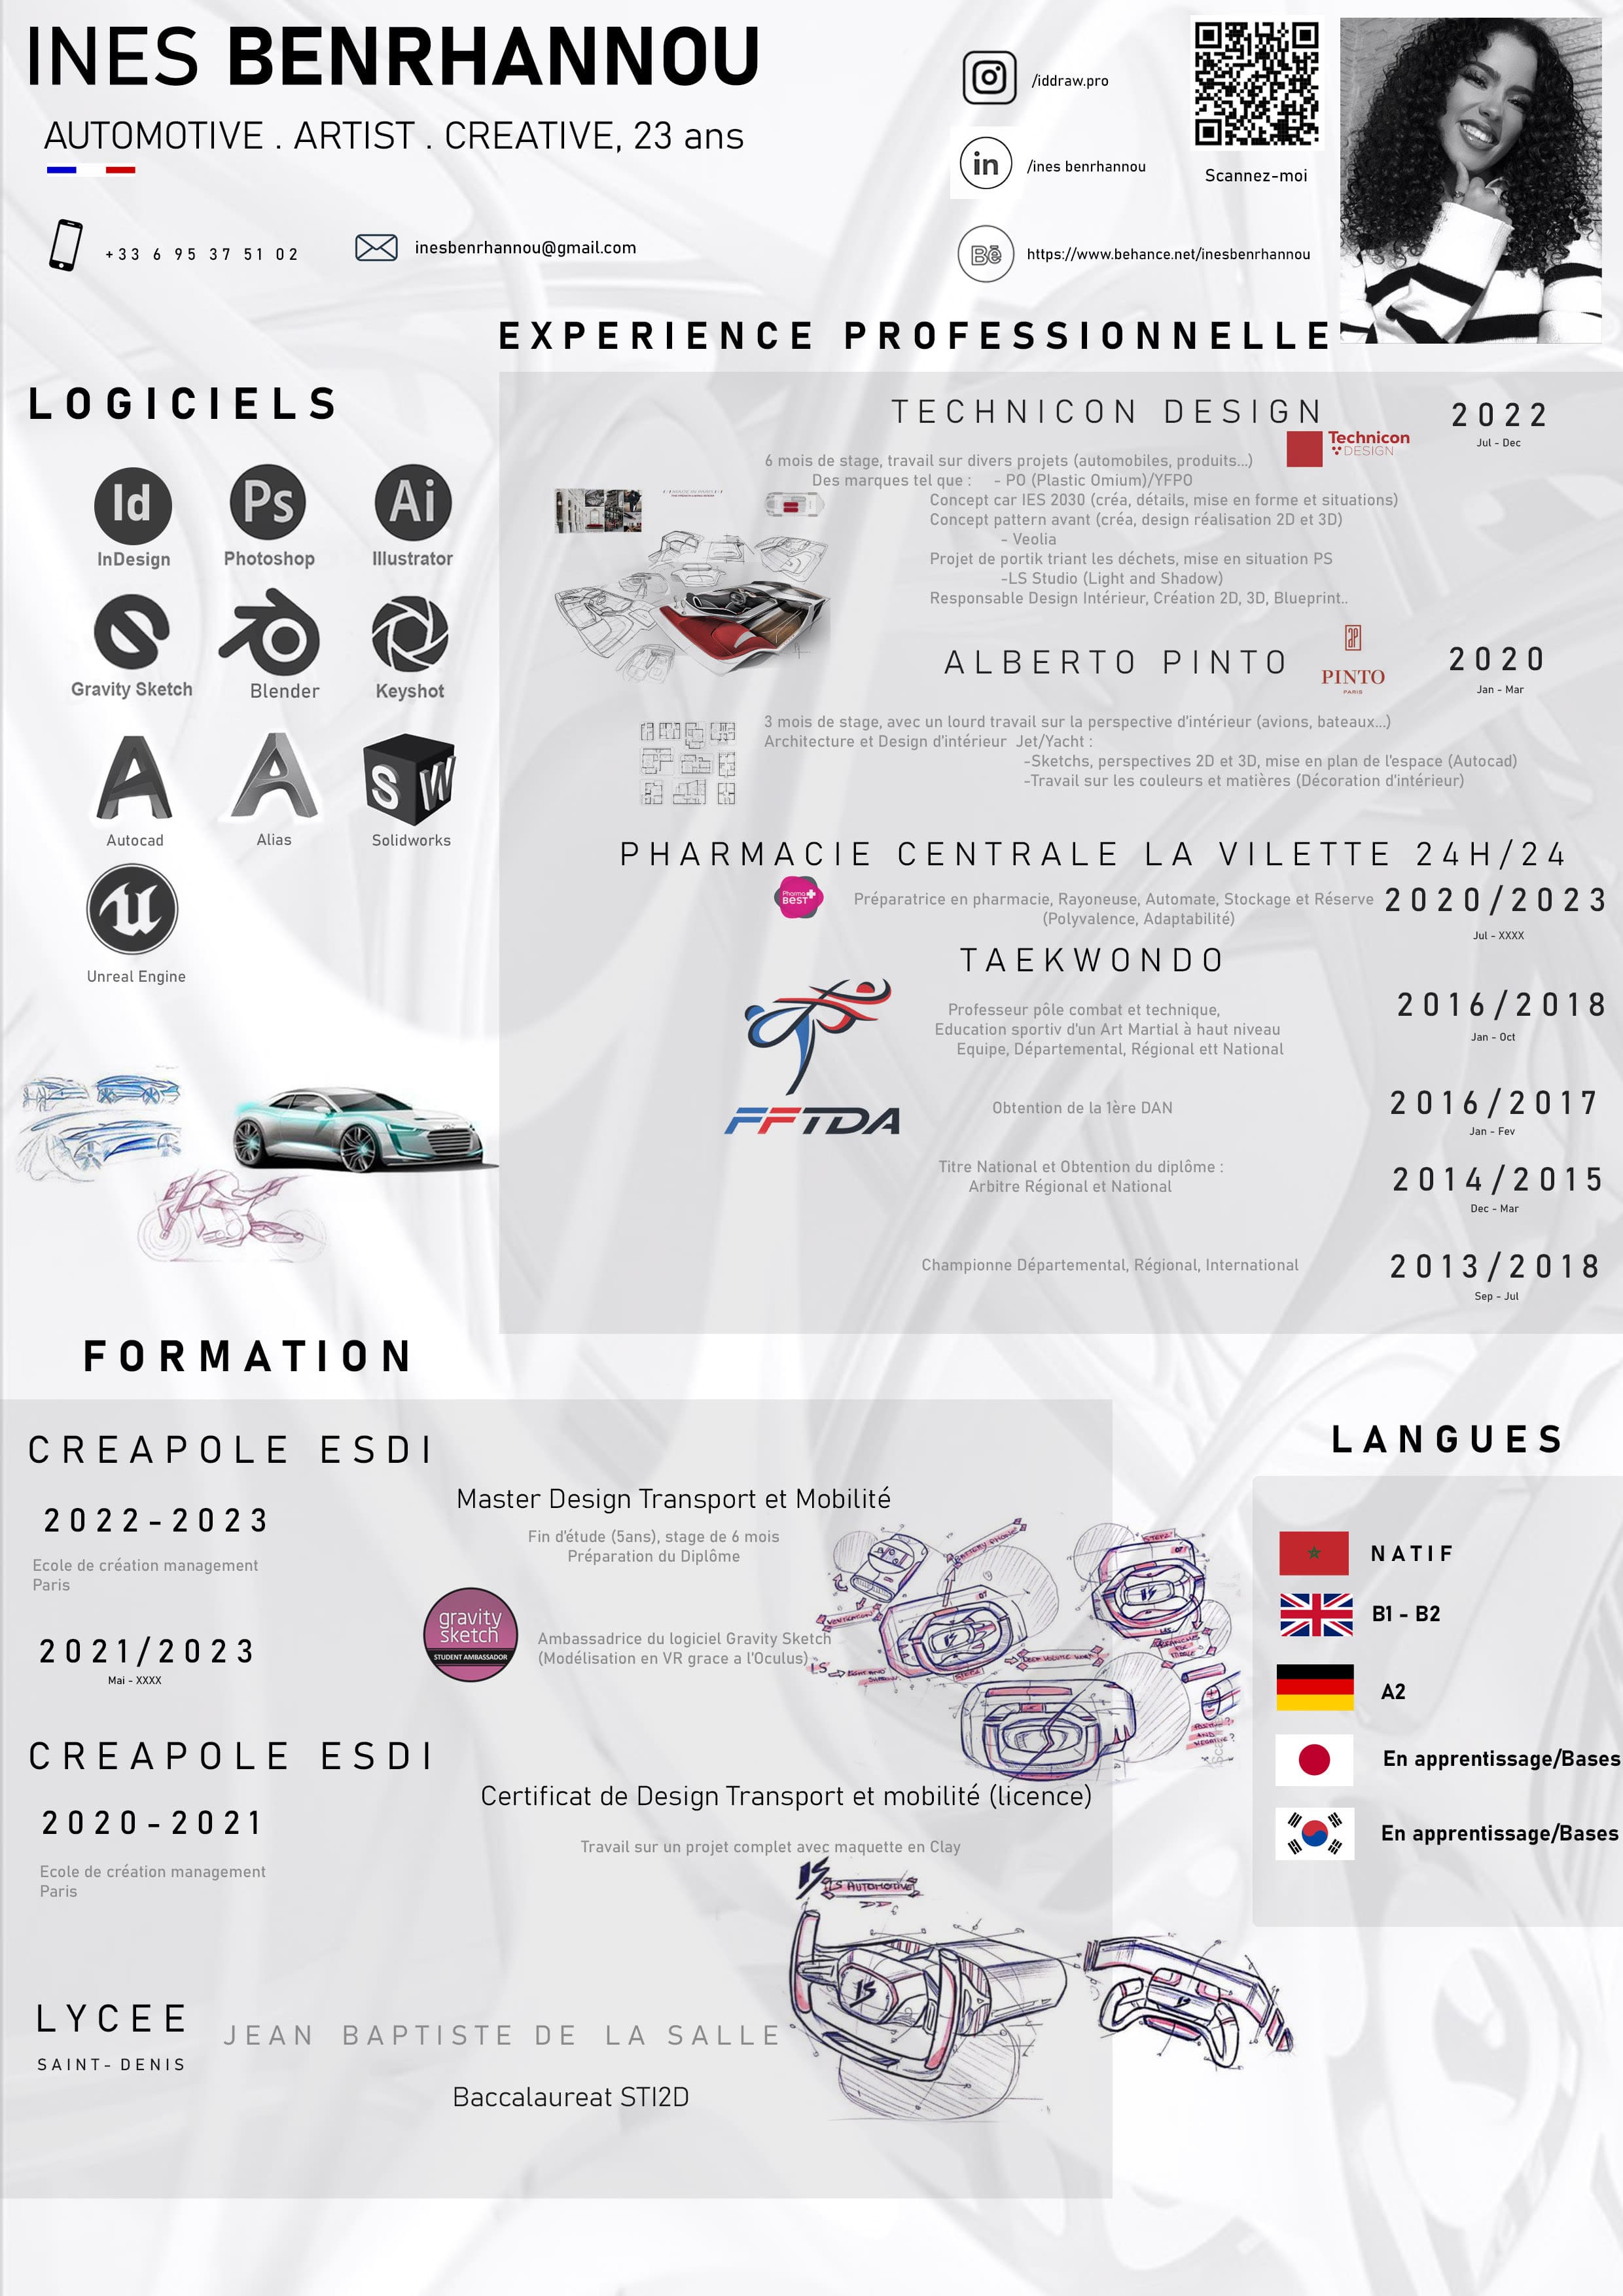 INES BENRHANNOU
AUTOMOTIVE . ARTIST . CREATIVE, 23 ans
+33 6 95 37 51 02
inesbenrhannou@gmail.com
/iddraw.pro
/ines benrhannou
https://www.behance.net/inesbenrhannou
Scannez-moi
LOGICIELS
Id
Ps
Ai
InDesign
Photoshop
Illustrator
Gravity Sketch
Blender
Keyshot
Autocad
Alias
Solidworks
Unreal Engine
EXPERIENCE PROFESSIONNELLE
TECHNICON DESIGN
2022
Jul - Dec
Technicon
DESIGN
6 mois de stage, travail sur divers projets (automobiles, produits...)
Des marques tel que : - PO (Plastic Omium)/YFPO
Concept car IES 2030 (créa, détails, mise en forme et situations)
Concept pattern avant (créa, design réalisation 2D et 3D)
- Veolia
Projet de portik triant les déchets, mise en situation PS
-LS Studio (Light and Shadow)
Responsable Design Intérieur, Création 2D, 3D, Blueprint..
ALBERTO PINTO
PINTO
PARIS
2020
Jan - Mar
3 mois de stage, avec un lourd travail sur la perspective d'intérieur (avions, bateaux...)
Architecture et Design d'intérieur Jet/Yacht :
-Sketchs, perspectives 2D et 3D, mise en plan de l'espace (Autocad)
-Travail sur les couleurs et matières (Décoration d'intérieur)
PHARMACIE CENTRALE LA VILETTE 24H/24
Pharma
BEST
Préparatrice en pharmacie, Rayoneuse, Automate, Stockage et Réserve
(Polyvalence, Adaptabilité)
2020/2023
Jul - XXXX
TAEKWONDO
FFTDA
Professeur pôle combat et technique,
Education sportiv d'un Art Martial à haut niveau
Equipe, Départemental, Régional ett National
2016/2018
Jan - Oct
Obtention de la 1ère DAN
2016/2017
Jan - Fev
Titre National et Obtention du diplôme :
Arbitre Régional et National
2014/2015
Dec - Mar
Championne Départemental, Régional, International
2013/2018
Sep - Jul
FORMATION
CREAPOLE ESDI
2022-2023
Ecole de création management
Paris
Master Design Transport et Mobilité
Fin d'étude (5ans), stage de 6 mois
Préparation du Diplôme
2021/2023
Mai - XXXX
gravity
sketch
STUDENT AMBASSADOR
Ambassadrice du logiciel Gravity Sketch
(Modélisation en VR grace a l'Oculus)
CREAPOLE ESDI
2020-2021
Ecole de création management
Paris
Certificat de Design Transport et mobilité (licence)
Travail sur un projet complet avec maquette en Clay
LS AUTOMOTIVE
LYCEE
SAINT- DENIS
JEAN BAPTISTE DE LA SALLE
Baccalaureat STI2D
LANGUES
NATIF
B1 - B2
A2
En apprentissage/Bases
En apprentissage/Bases